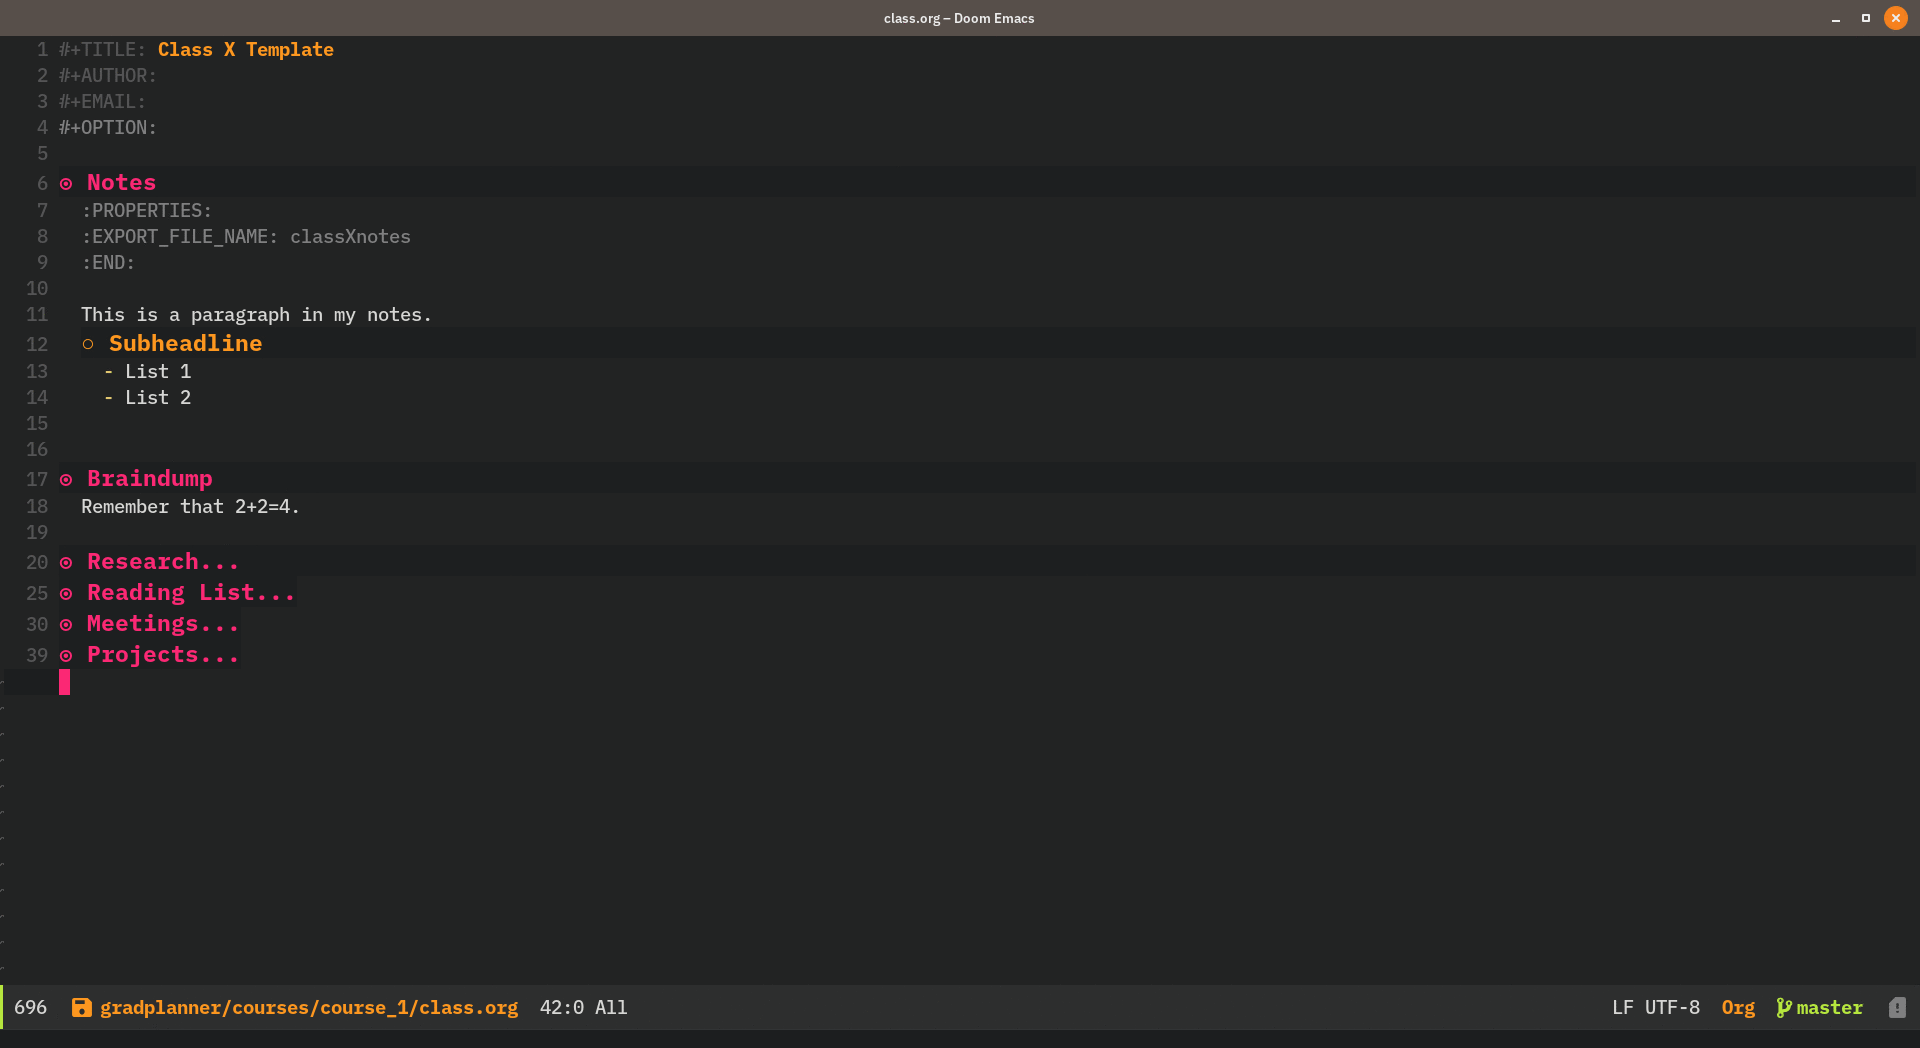 class.org – Doom Emacs
1 #+TITLE: Class X Template
2 #+AUTHOR:
3 #+EMAIL:
4 #+OPTION:
5
6 Notes
7 :PROPERTIES:
8 :EXPORT_FILE_NAME: classXnotes
9 :END:
10
11 This is a paragraph in my notes.
12 Subheadline
13 - List 1
14 - List 2
15
16
17 Braindump
18 Remember that 2+2=4.
19
20 Research...
25 Reading List...
30 Meetings...
39 Projects...
696 gradplanner/courses/course_1/class.org 42:0 All LF UTF-8 Org master